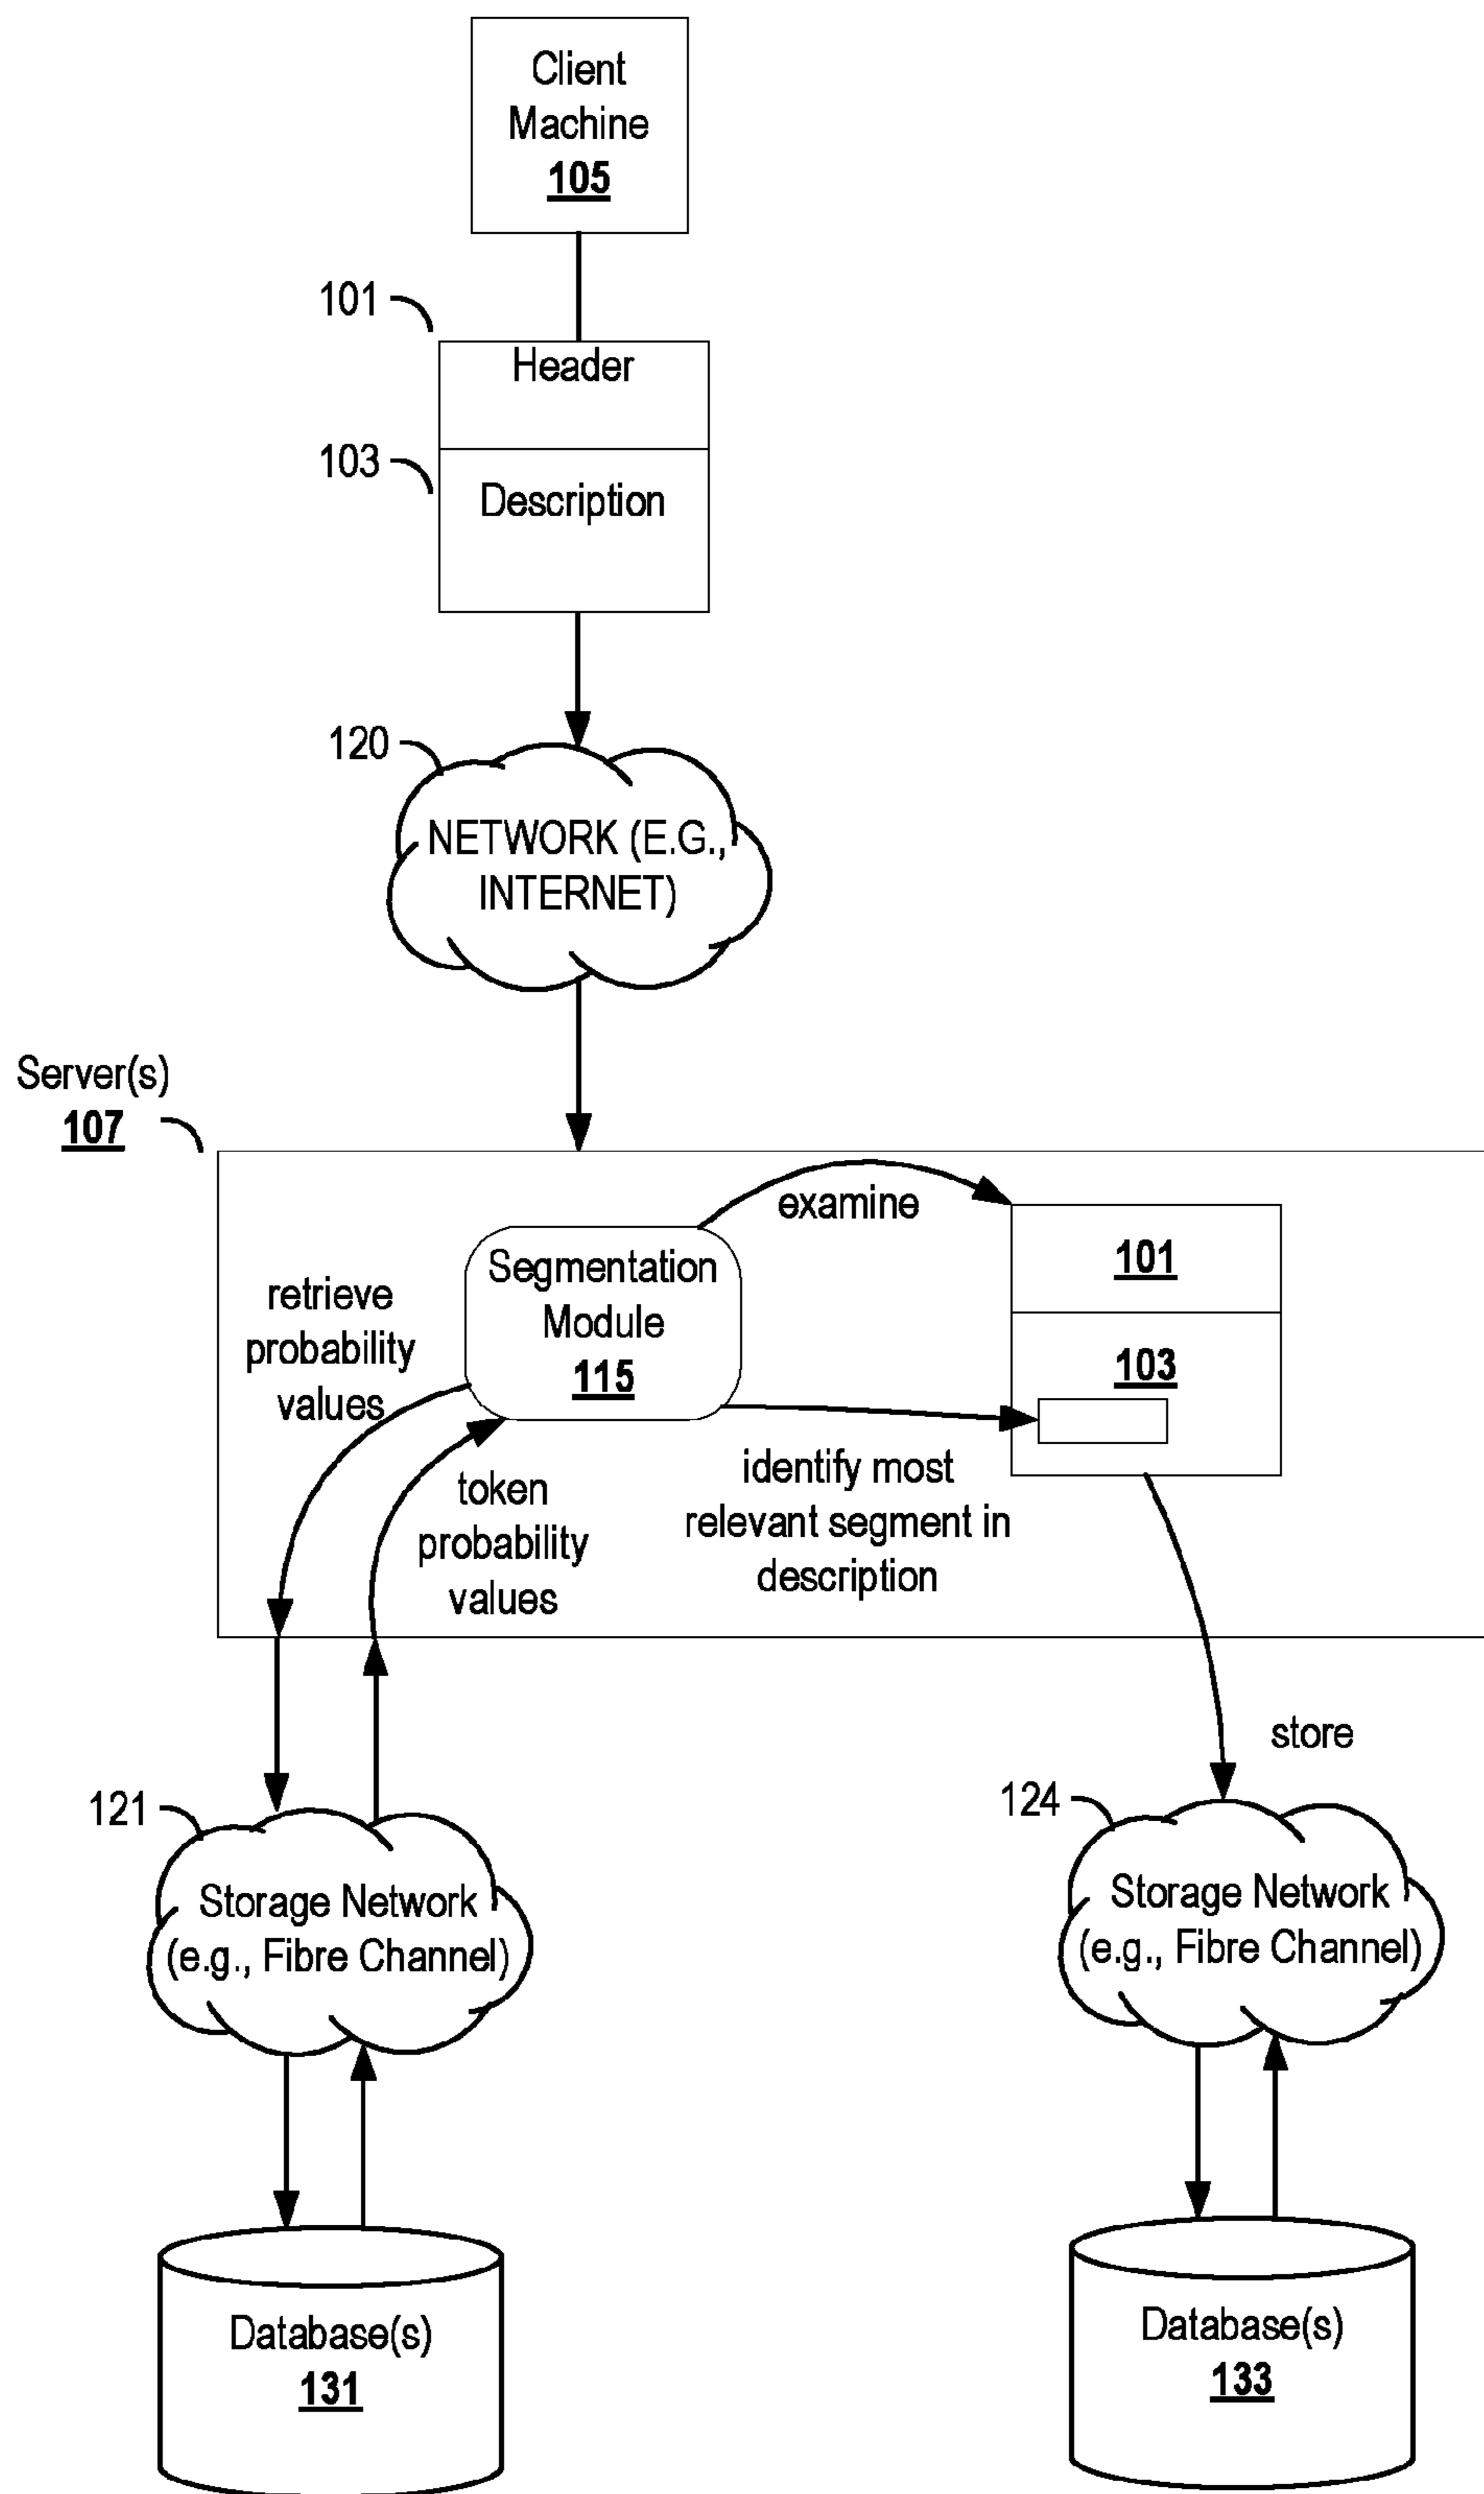 Client
Machine
105
101
Header
103
Description
120
NETWORK (E.G.,
INTERNET)
Server(s)
107
examine
Segmentation
Module
115
101
103
retrieve
probability
values
token
probability
values
identify most
relevant segment in
description
store
121
Storage Network
(e.g., Fibre Channel)
124
Storage Network
(e.g., Fibre Channel)
Database(s)
131
Database(s)
133